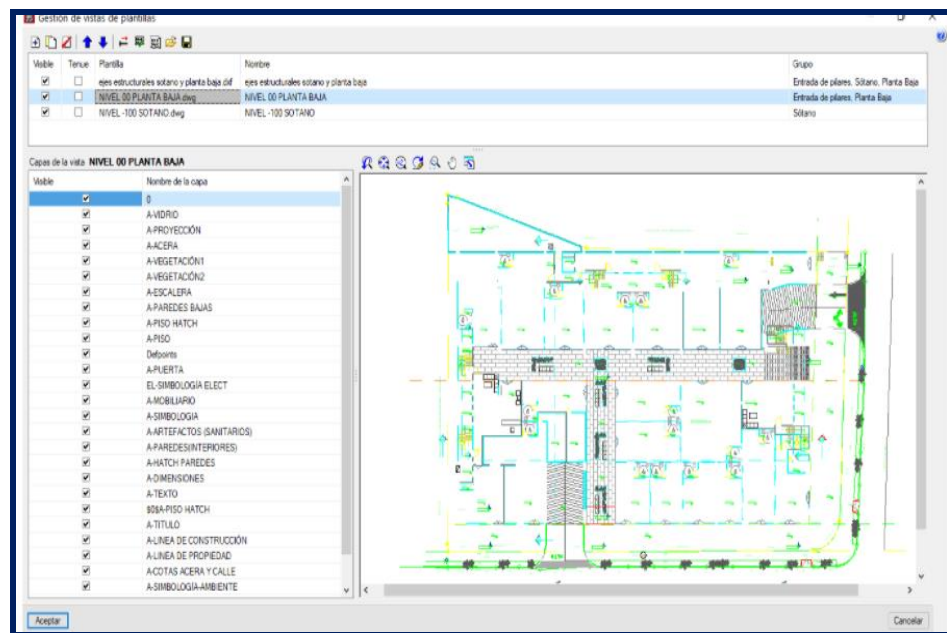 Gestión de vistas de plantillas
Visible Tenue Plantilla Nombre Grupo
ejes estructurales sotano y planta baja.dxf ejes estructurales sotano y planta baja Entrada de pilares, Sótano, Planta Baja
NIVEL 00 PLANTA BAJA.dwg NIVEL 00 PLANTA BAJA Entrada de pilares, Planta Baja
NIVEL -100 SOTANO.dwg NIVEL -100 SOTANO Sótano
Capas de la vista NIVEL 00 PLANTA BAJA
Visible Nombre de la capa
0
A-VIDRIO
A-PROYECCIÓN
A-ACERA
A-VEGETACIÓN1
A-VEGETACIÓN2
A-ESCALERA
A-PAREDES BAJAS
A-PISO HATCH
A-PISO
Defpoints
A-PUERTA
EL-SIMBOLOGÍA ELECT
A-MOBILIARIO
A-SIMBOLOGIA
A-ARTEFACTOS (SANITARIOS)
A-PAREDES(INTERIORES)
A-HATCH PAREDES
A-DIMENSIONES
A-TEXTO
$0$A-PISO HATCH
A-TITULO
A-LINEA DE CONSTRUCCIÓN
A-LINEA DE PROPIEDAD
A-COTAS ACERA Y CALLE
A-SIMBOLOGIA-AMBIENTE
Aceptar Cancelar